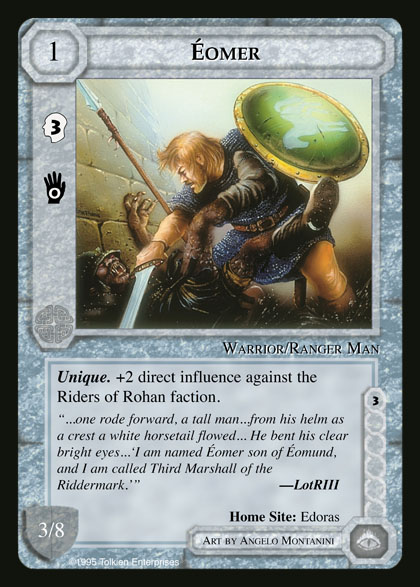 1
Éomer
3
Warrior/Ranger Man
Unique. +2 direct influence against the
Riders of Rohan faction.
“...one rode forward, a tall man...from his helm as
a crest a white horsetail flowed... He bent his clear
bright eyes...‘I am named Éomer son of Éomund,
and I am called Third Marshall of the
Riddermark.’”
—LotRIII
3
Home Site: Edoras
3/8
Art by Angelo Montanini
©1995 Tolkien Enterprises